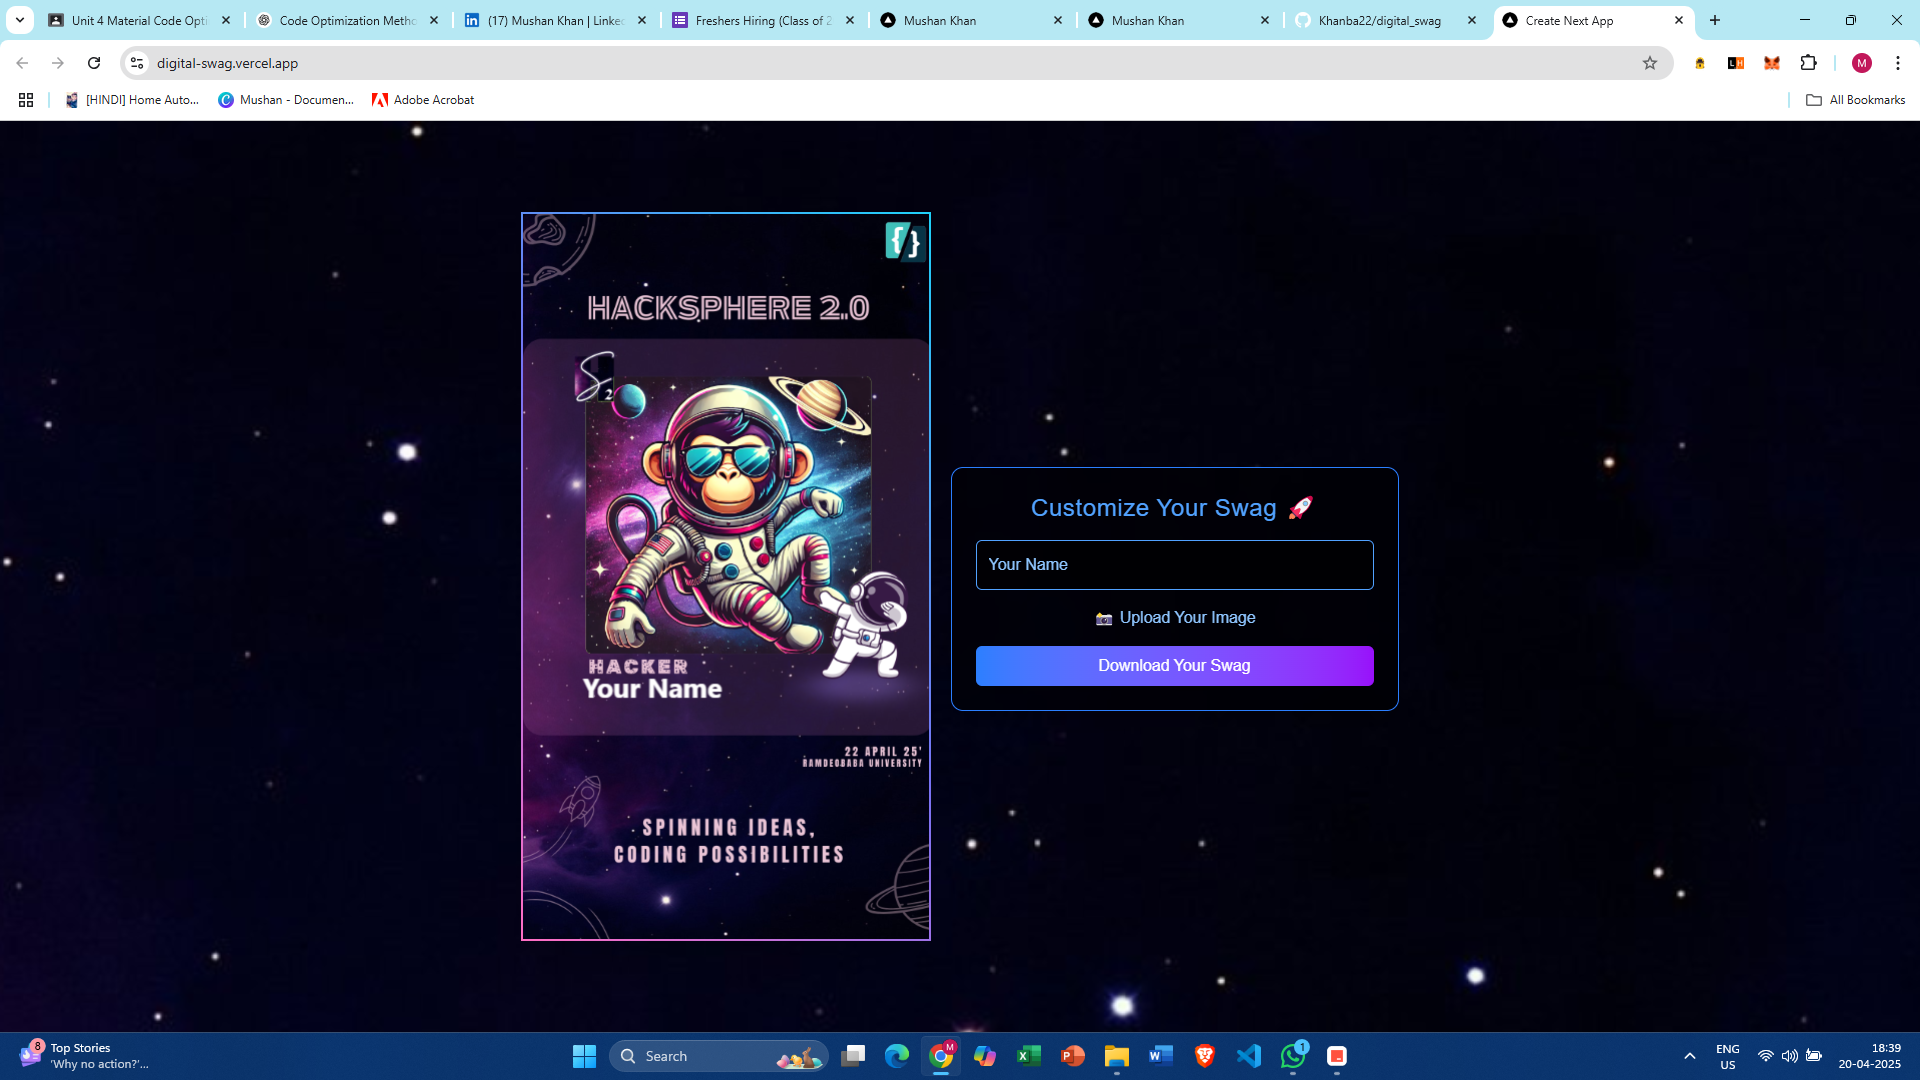 Unit 4 Material Code Opti
Code Optimization Metho
(17) Mushan Khan | Linke
Freshers Hiring (Class of 2
Mushan Khan
Mushan Khan
Khanba22/digital_swag
Create Next App
digital-swag.vercel.app
M
[HINDI] Home Auto...
Mushan - Documen...
Adobe Acrobat
All Bookmarks
{/}
HACKSPHERE 2.0
S2
HACKER
Your Name
22 APRIL 25'
RAMDEOBABA UNIVERSITY
SPINNING IDEAS,
CODING POSSIBILITIES
Customize Your Swag 🚀
Your Name
📷 Upload Your Image
Download Your Swag
8
Top Stories
'Why no action?'...
Search
M
1
ENG
US
18:39
20-04-2025